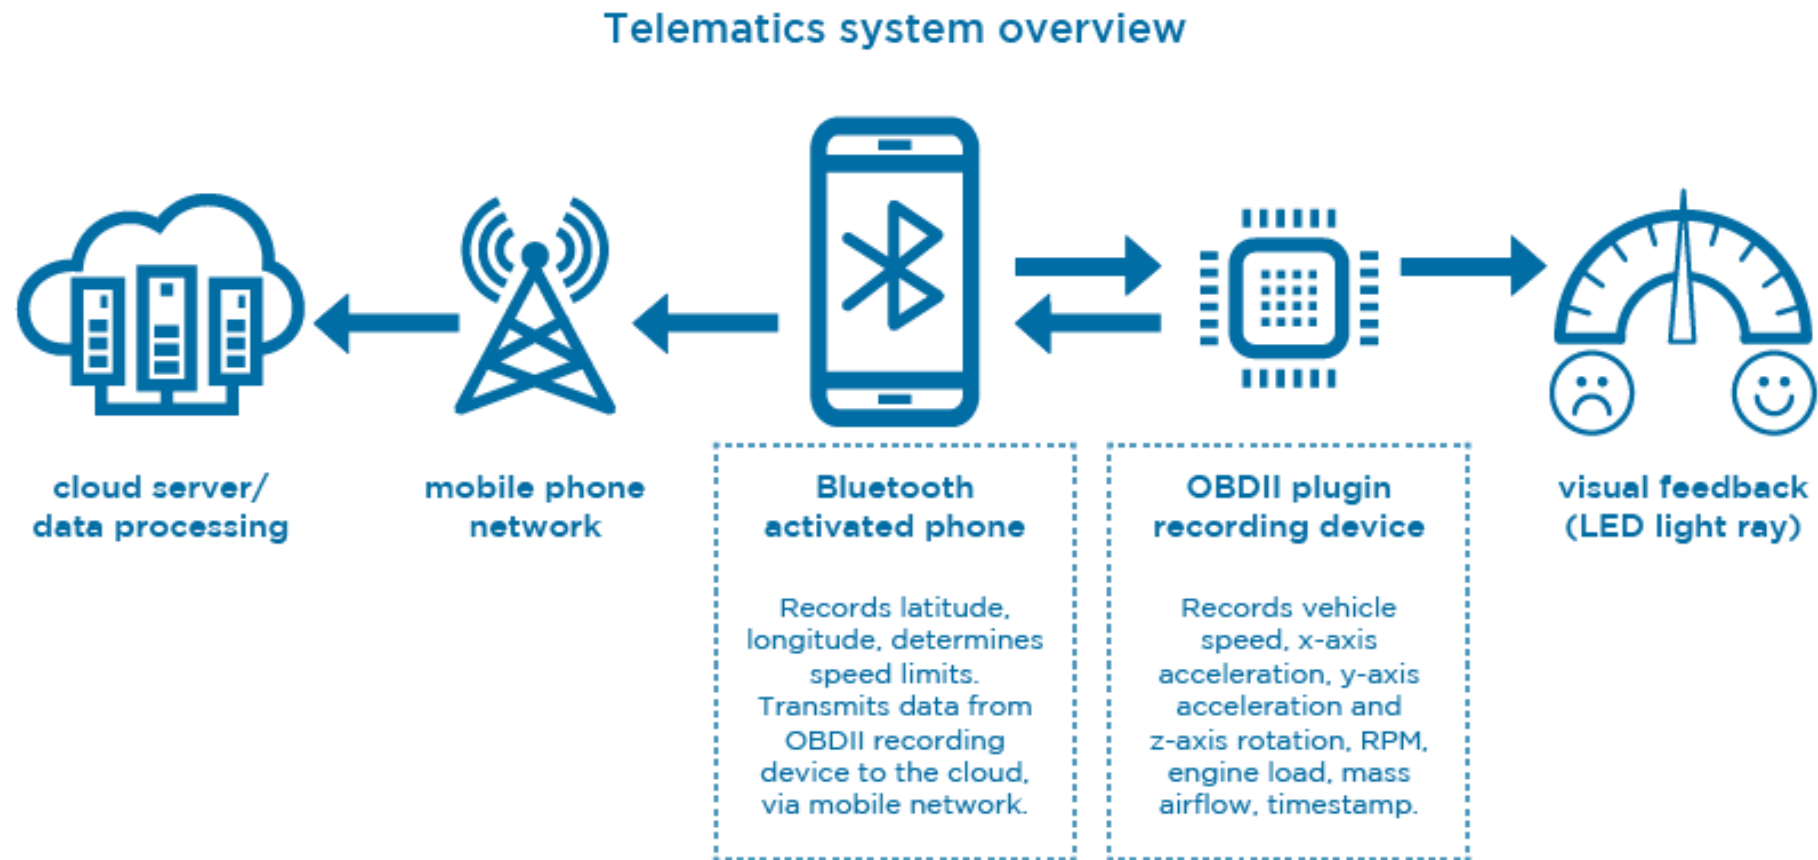 Telematics system overview
cloud server/
data processing
mobile phone
network
Bluetooth
activated phone
Records latitude,
longitude, determines
speed limits.
Transmits data from
OBDII recording
device to the cloud,
via mobile network.
OBDII plugin
recording device
Records vehicle
speed, x-axis
acceleration, y-axis
acceleration and
z-axis rotation, RPM,
engine load, mass
airflow, timestamp.
visual feedback
(LED light ray)